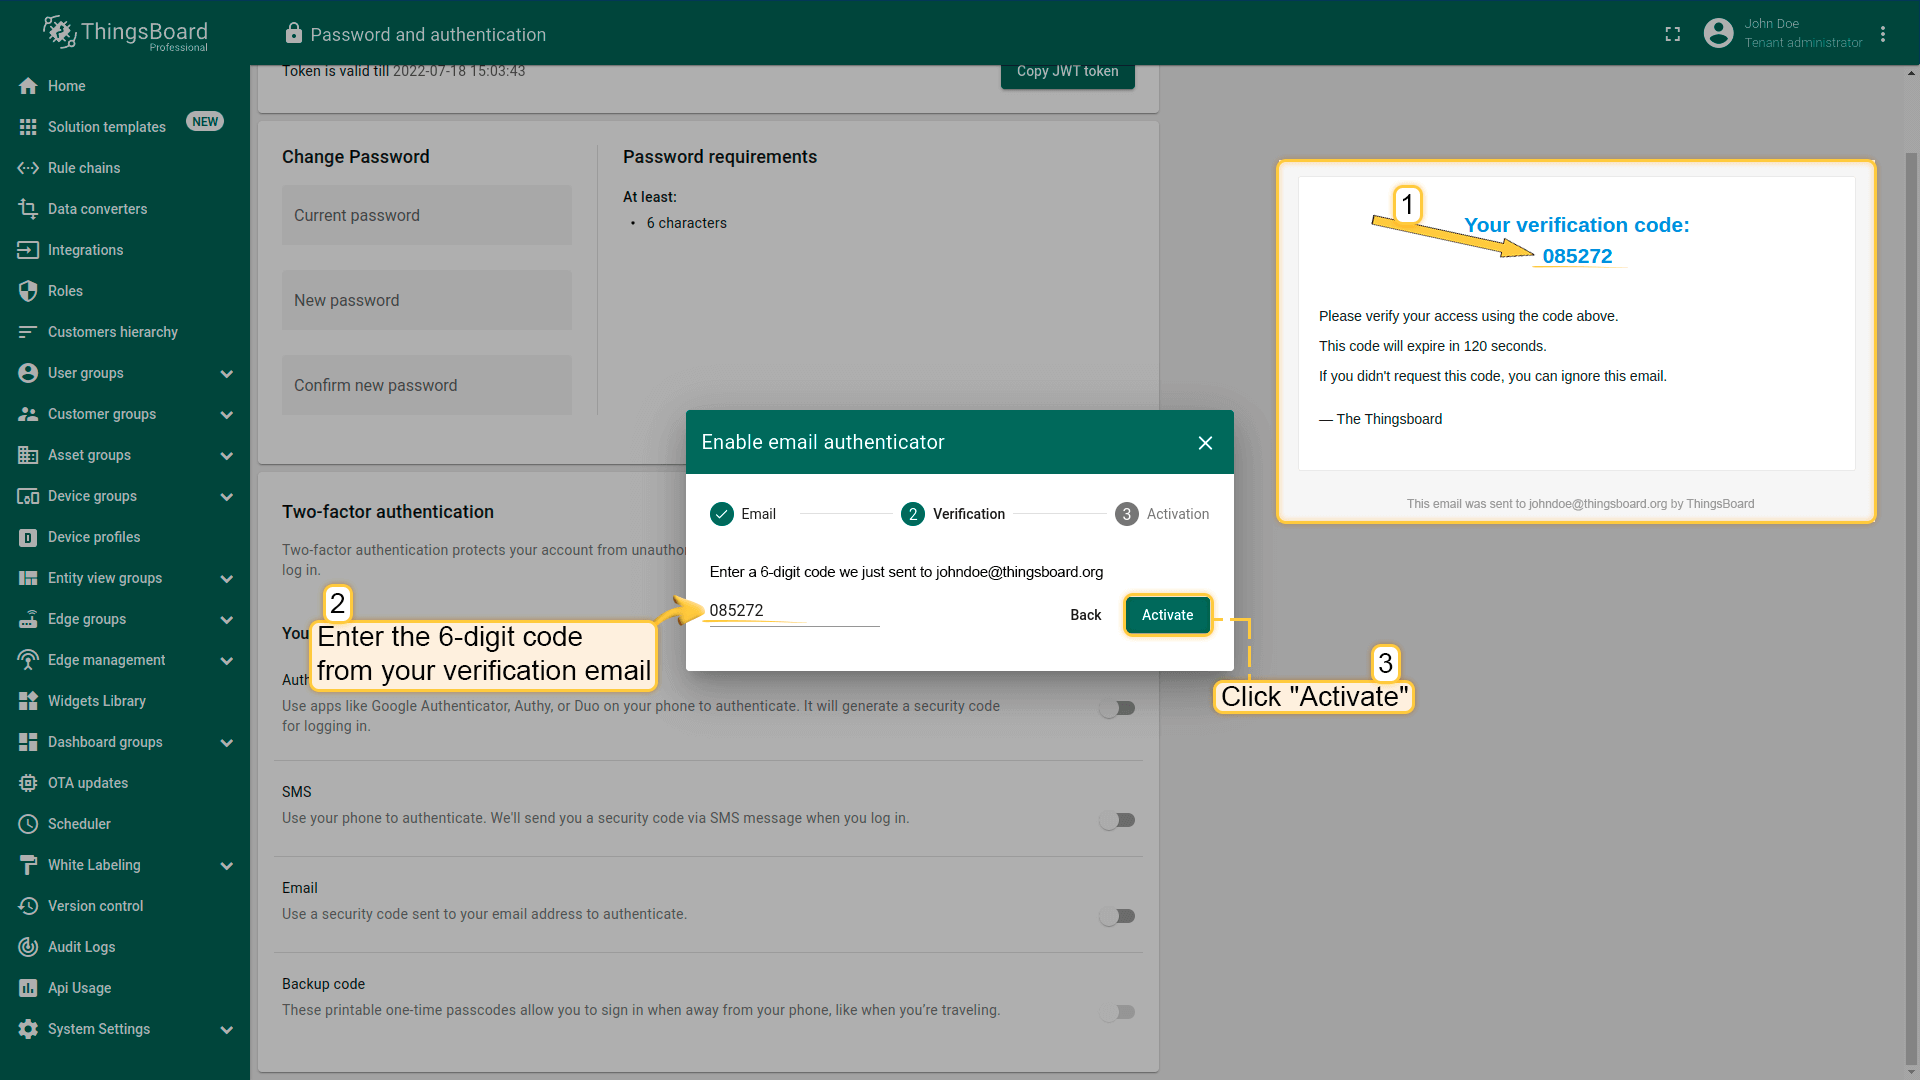 ThingsBoard
Professional
Password and authentication
John Doe
Tenant administrator
Home
Solution templates
NEW
Rule chains
Data converters
Integrations
Roles
Customers hierarchy
User groups
Customer groups
Asset groups
Device groups
Device profiles
Entity view groups
Edge groups
Edge management
Widgets Library
Dashboard groups
OTA updates
Scheduler
White Labeling
Version control
Audit Logs
Api Usage
System Settings
Token is valid till 2022-07-18 15:03:43
Copy JWT token
Change Password
Current password
New password
Confirm new password
Password requirements
At least:
• 6 characters
Two-factor authentication
Two-factor authentication protects your account from unautho
log in.
You
Auth
Use apps like Google Authenticator, Authy, or Duo on your phone to authenticate. It will generate a security code
for logging in.
SMS
Use your phone to authenticate. We'll send you a security code via SMS message when you log in.
Email
Use a security code sent to your email address to authenticate.
Backup code
These printable one-time passcodes allow you to sign in when away from your phone, like when you're traveling.
Enable email authenticator
Email
2 Verification
3 Activation
Enter a 6-digit code we just sent to johndoe@thingsboard.org
085272
Back
Activate
2
Enter the 6-digit code
from your verification email
3
Click "Activate"
1
Your verification code:
085272
Please verify your access using the code above.
This code will expire in 120 seconds.
If you didn't request this code, you can ignore this email.
— The Thingsboard
This email was sent to johndoe@thingsboard.org by ThingsBoard